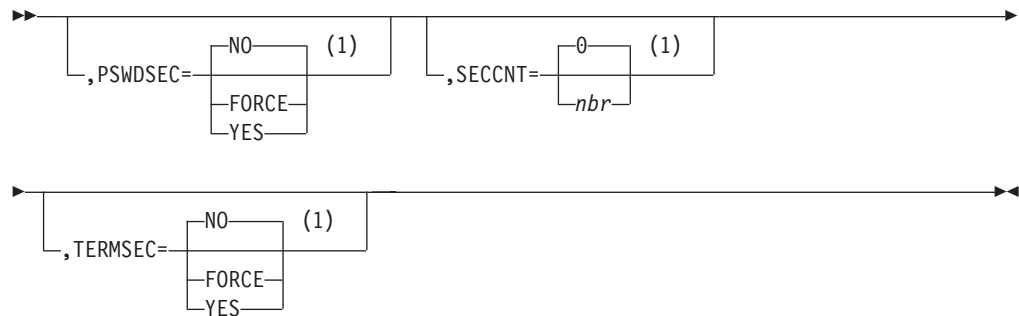 NO (1) 0 (1)
,PSWDSEC= ,SECCNT=
FORCE nbr
YES
NO (1)
,TERMSEC=
FORCE
YES